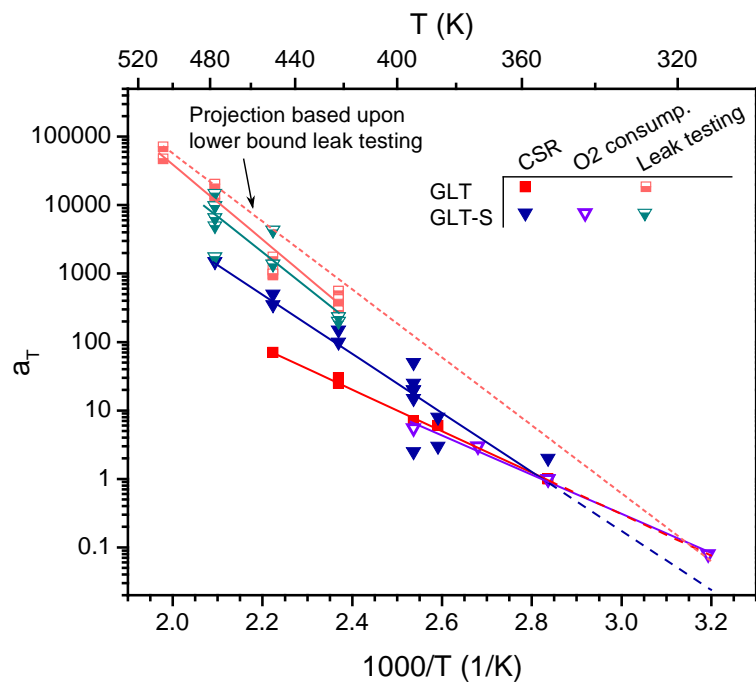 T (K)
520 480 440 400 360 320
Projection based upon
lower bound leak testing
CSR
O2 consump.
Leak testing
GLT
GLT-S
100000
10000
1000
100
10
1
0.1
a_T
2.0 2.2 2.4 2.6 2.8 3.0 3.2
1000/T (1/K)